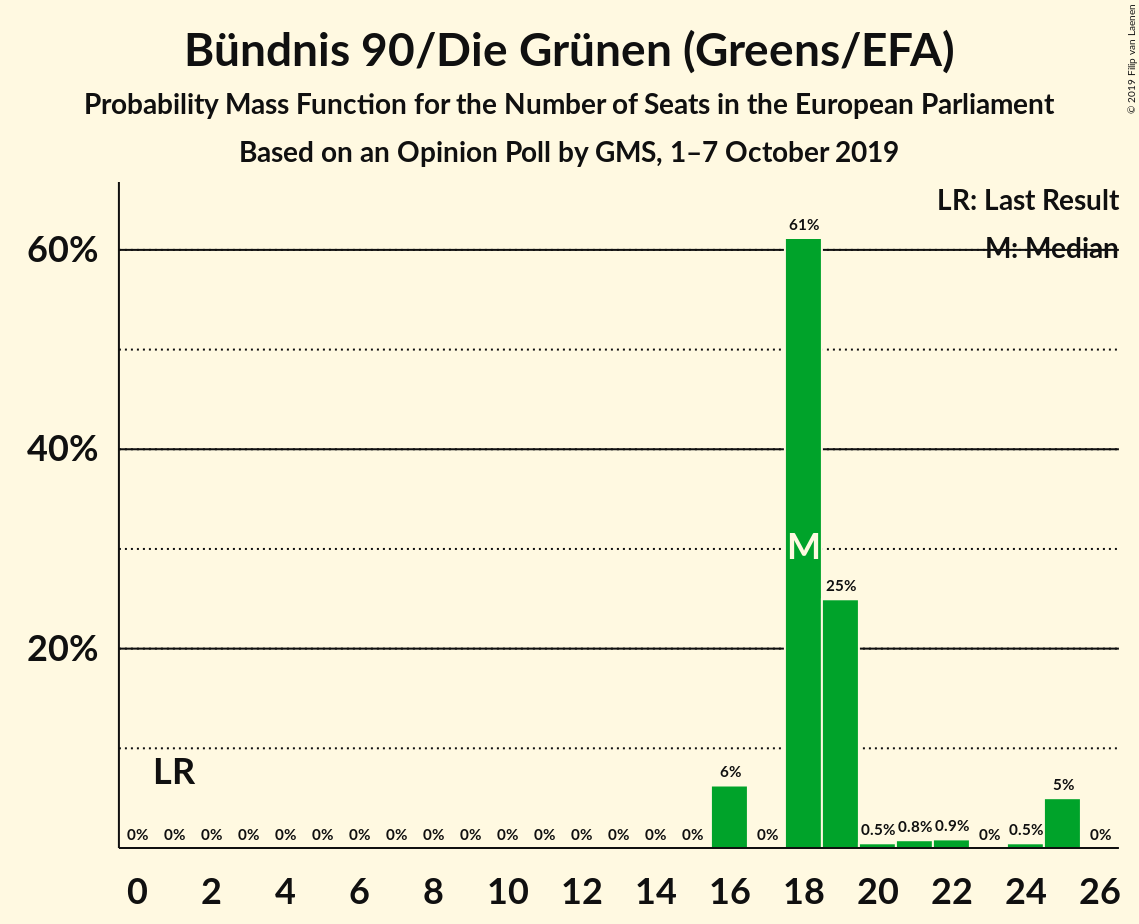 Bündnis 90/Die Grünen (Greens/EFA)
Probability Mass Function for the Number of Seats in the European Parliament
Based on an Opinion Poll by GMS, 1–7 October 2019
© 2019 Filip van Laenen
LR: Last Result
M: Median
60%
40%
20%
61%
M
25%
LR
0% 0% 0% 0% 0% 0% 0% 0% 0% 0% 0% 0% 0% 0% 0% 0% 6% 0% 0.5% 0.8% 0.9% 0% 0.5% 5% 0%
0 2 4 6 8 10 12 14 16 18 20 22 24 26